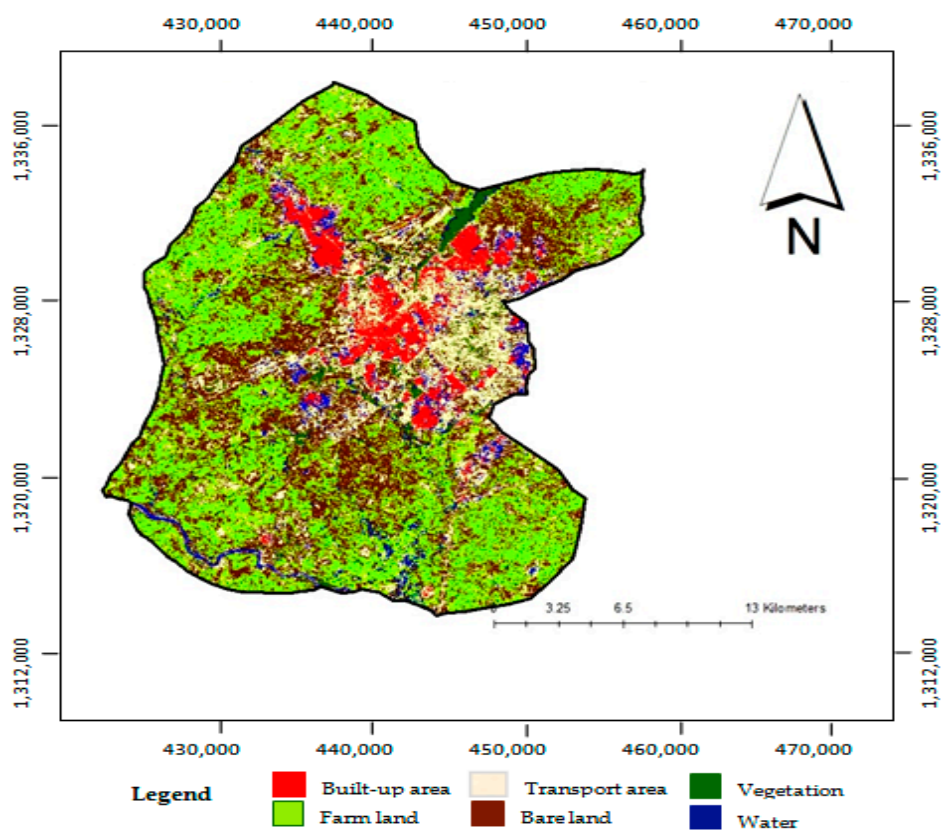 430,000 440,000 450,000 460,000 470,000
1,336,000 1,336,000
N
1,328,000 1,328,000
1,320,000 1,320,000
0 3.25 6.5 13 Kilometers
1,312,000 1,312,000
430,000 440,000 450,000 460,000 470,000
Legend Built-up area Transport area Vegetation
Farm land Bare land Water